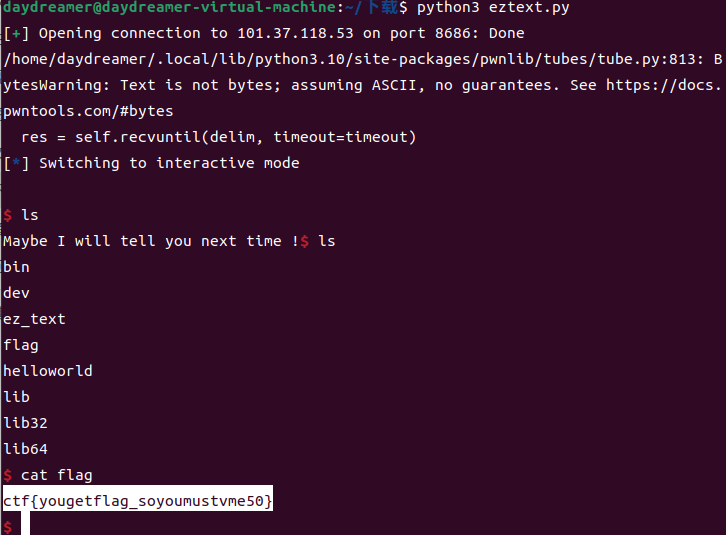 daydreamer@daydreamer-virtual-machine:~/下载$ python3 eztext.py
[+] Opening connection to 101.37.118.53 on port 8686: Done
/home/daydreamer/.local/lib/python3.10/site-packages/pwnlib/tubes/tube.py:813: B
ytesWarning: Text is not bytes; assuming ASCII, no guarantees. See https://docs.
pwntools.com/#bytes
  res = self.recvuntil(delim, timeout=timeout)
[*] Switching to interactive mode
$ ls
Maybe I will tell you next time !$ ls
bin
dev
ez_text
flag
helloworld
lib
lib32
lib64
$ cat flag
ctf{yougetflag_soyoumustvme50}
$